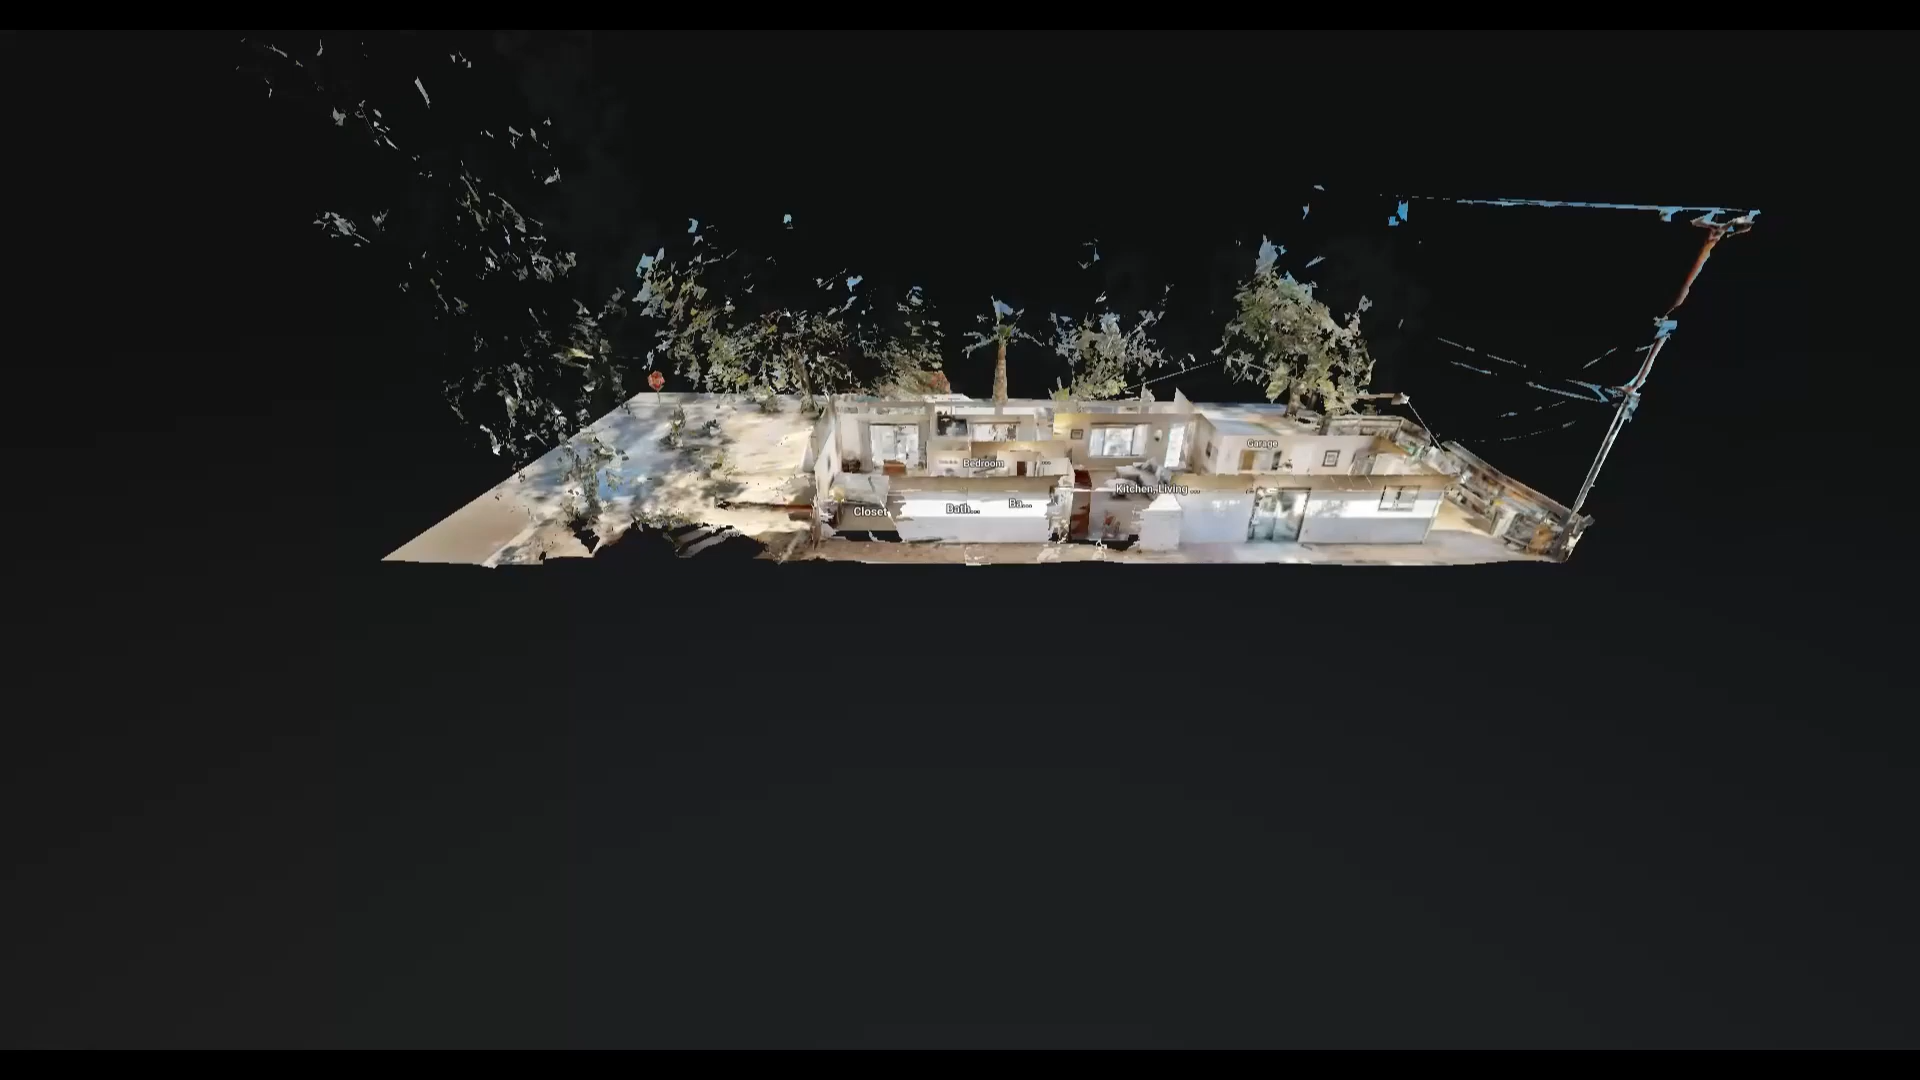 Garage
Bedroom
Kitchen, Living ...
Closet
Bath...
Ba...